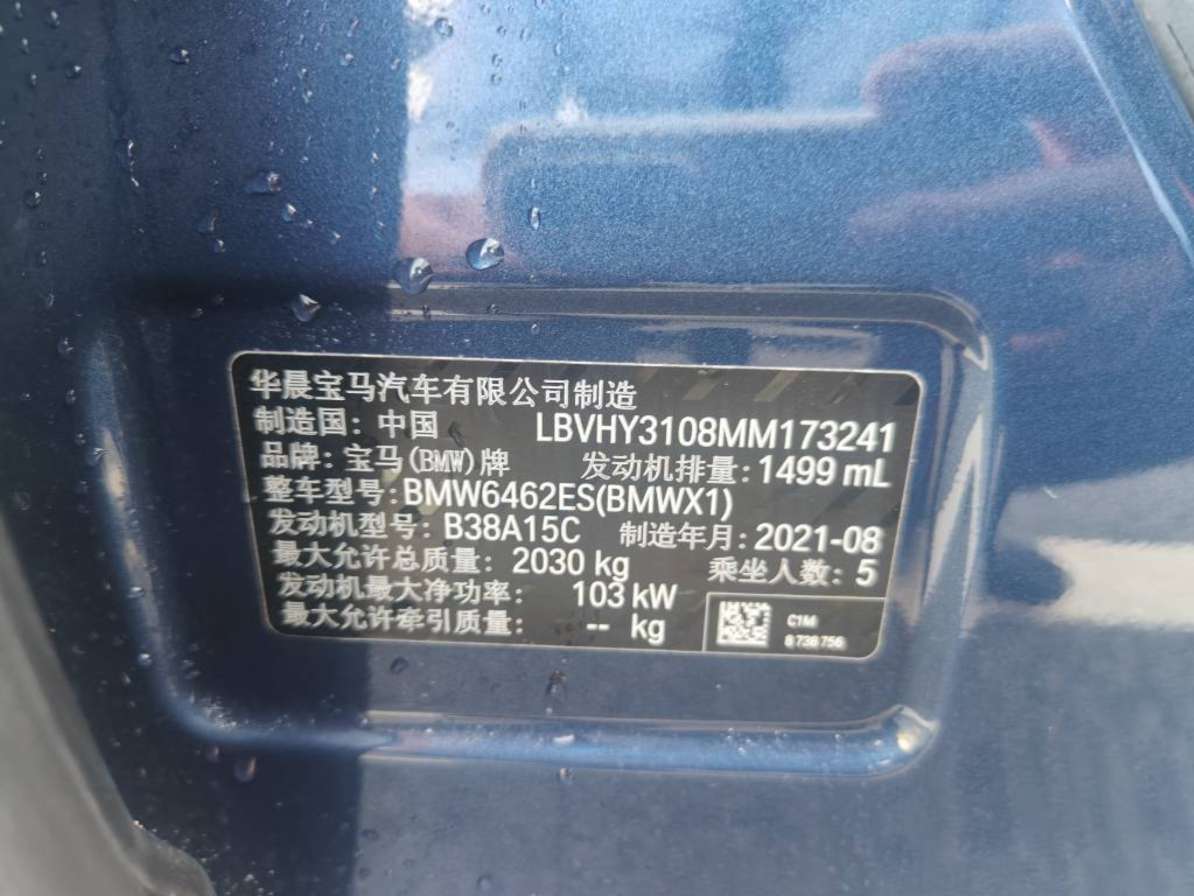 华晨宝马汽车有限公司制造
制造国：中国 LBVHY3108MM173241
品牌：宝马(BMW)牌 发动机排量：1499 mL
整车型号：BMW6462ES(BMWX1)
发动机型号：B38A15C 制造年月：2021-08
最大允许总质量：2030 kg 乘坐人数：5
发动机最大净功率：103 kW
最大允许牵引质量：-- kg
C1M
8736756